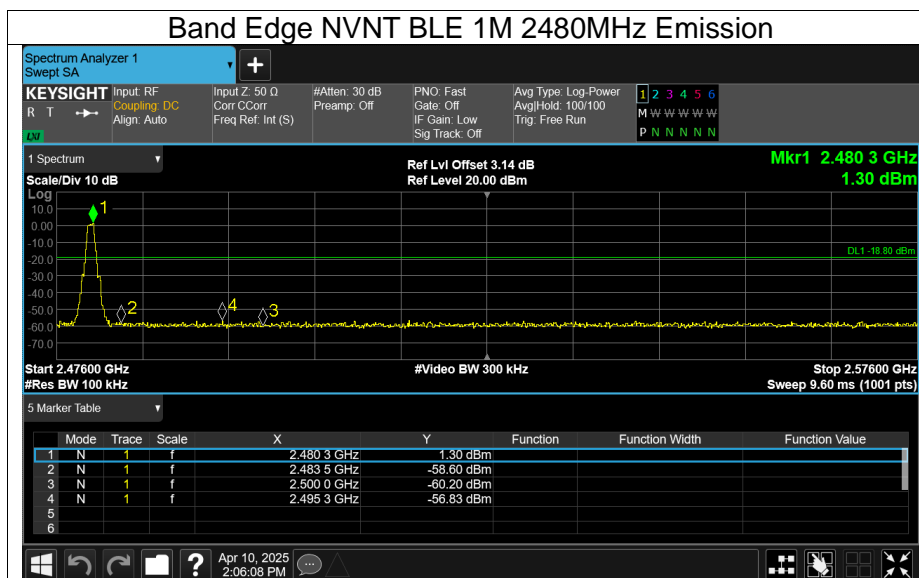 Band Edge NVNT BLE 1M 2480MHz Emission
Spectrum Analyzer 1
Swept SA
+
KEYSIGHT Input: RF Input Z: 50 Ω #Atten: 30 dB PNO: Fast Avg Type: Log-Power 1 2 3 4 5 6
R T Coupling: DC Corr CCorr Preamp: Off Gate: Off Avg|Hold: 100/100 M W W W W W
Align: Auto Freq Ref: Int (S) IF Gain: Low Trig: Free Run
LXI Sig Track: Off P N N N N N
1 Spectrum Ref Lvl Offset 3.14 dB Mkr1 2.480 3 GHz
Scale/Div 10 dB Ref Level 20.00 dBm 1.30 dBm
Log
10.0 1
0.00
-10.0
DL1 -18.80 dBm
-20.0
-30.0
-40.0
-50.0 2 4 3
-60.0
-70.0
Start 2.47600 GHz #Video BW 300 kHz Stop 2.57600 GHz
#Res BW 100 kHz Sweep 9.60 ms (1001 pts)
5 Marker Table
Mode Trace Scale X Y Function Function Width Function Value
1 N 1 f 2.480 3 GHz 1.30 dBm
2 N 1 f 2.483 5 GHz -58.60 dBm
3 N 1 f 2.500 0 GHz -60.20 dBm
4 N 1 f 2.495 3 GHz -56.83 dBm
5
6
? Apr 10, 2025
2:06:08 PM